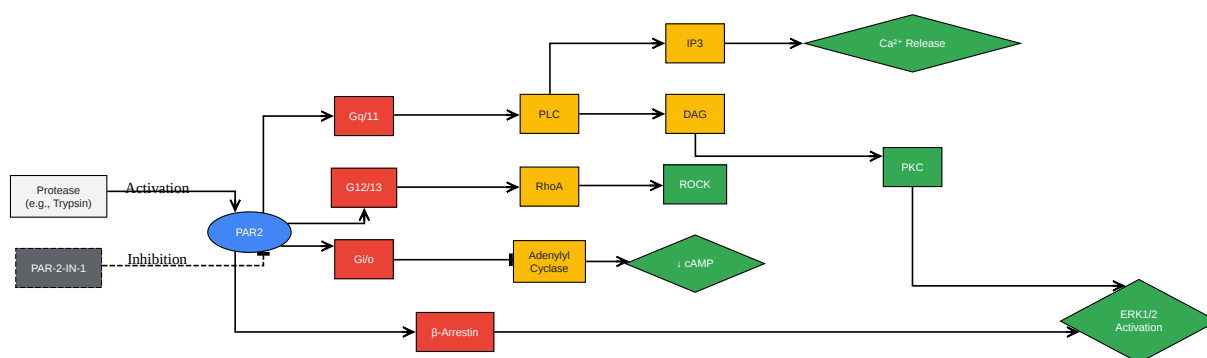 IP3
Ca²⁺ Release
Gq/11
PLC
DAG
PKC
Protease
(e.g., Trypsin)
Activation
G12/13
RhoA
ROCK
PAR2
PAR-2-IN-1
Inhibition
Gi/o
Adenylyl
Cyclase
↓ cAMP
β-Arrestin
ERK1/2
Activation